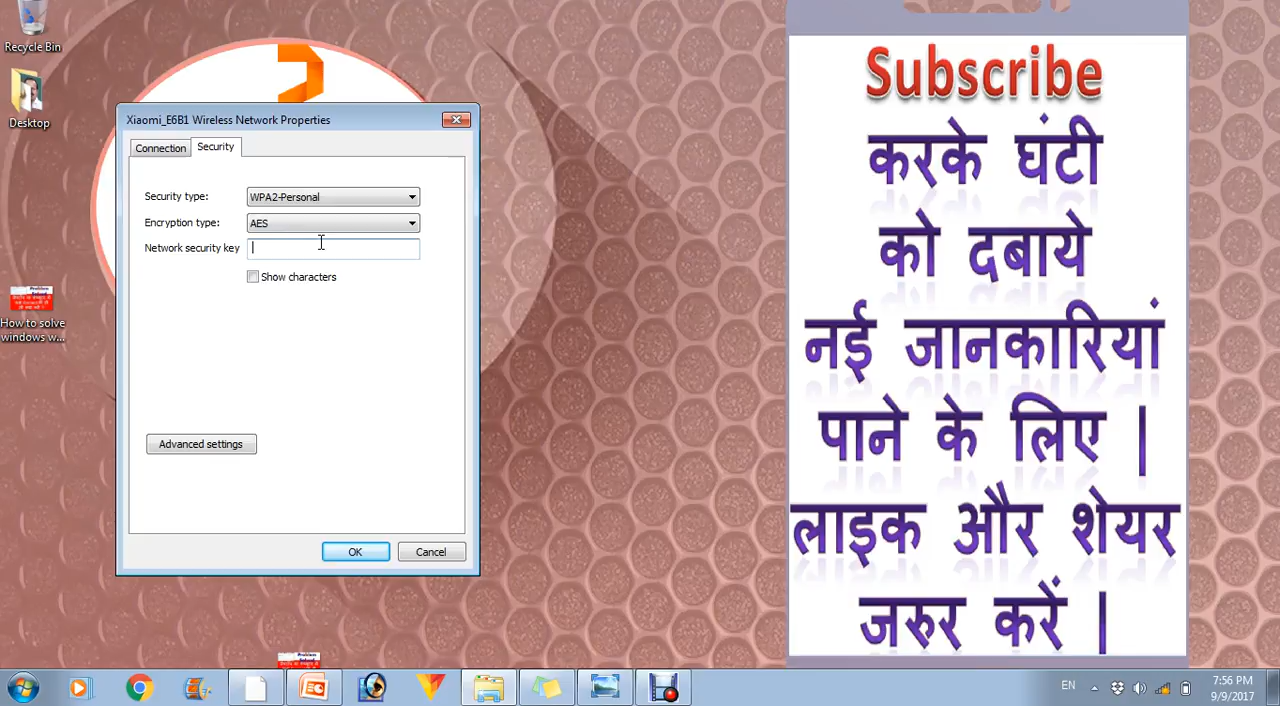 Recycle Bin
Desktop
How to solve
windows w...
Xiaomi_E6B1 Wireless Network Properties
Connection
Security
Security type:
WPA2-Personal
Encryption type:
AES
Network security key
Show characters
Advanced settings
OK
Cancel
Subscribe
करके घंटी
को दबाये
नई जानकारियां
पाने के लिए |
लाइक और शेयर
जरुर करें |
EN
7:56 PM
9/9/2017